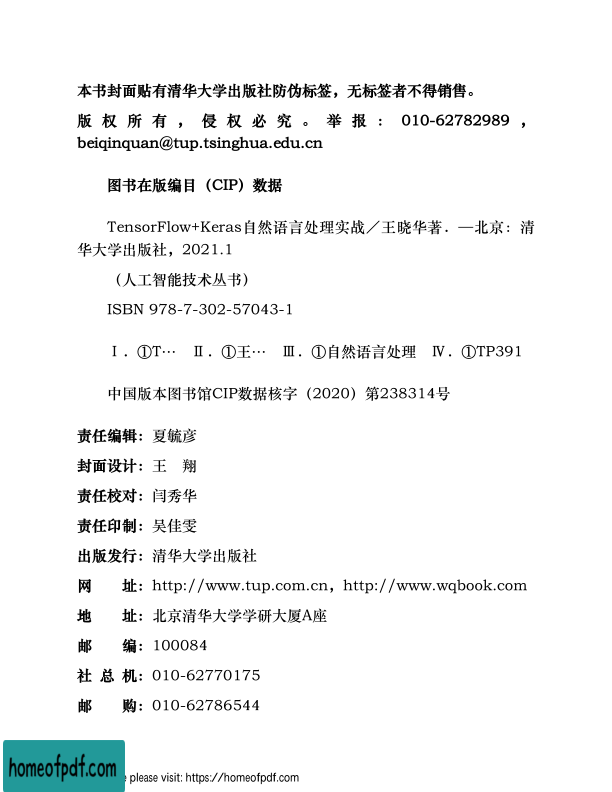 本书封面贴有清华大学出版社防伪标签，无标签者不得销售。
版权所有，侵权必究。举报：010-62782989，
beiqinquan@tup.tsinghua.edu.cn
图书在版编目（CIP）数据
TensorFlow+Keras自然语言处理实战／王晓华著．—北京：清
华大学出版社，2021.1
（人工智能技术丛书）
ISBN 978-7-302-57043-1
Ⅰ．①T… Ⅱ．①王… Ⅲ．①自然语言处理 Ⅳ．①TP391
中国版本图书馆CIP数据核字（2020）第238314号
责任编辑：夏毓彦
封面设计：王 翔
责任校对：闫秀华
责任印制：吴佳雯
出版发行：清华大学出版社
网 址：http://www.tup.com.cn，http://www.wqbook.com
地 址：北京清华大学学研大厦A座
邮 编：100084
社 总 机：010-62770175
邮 购：010-62786544
homeofpdf.com
please visit: https://homeofpdf.com